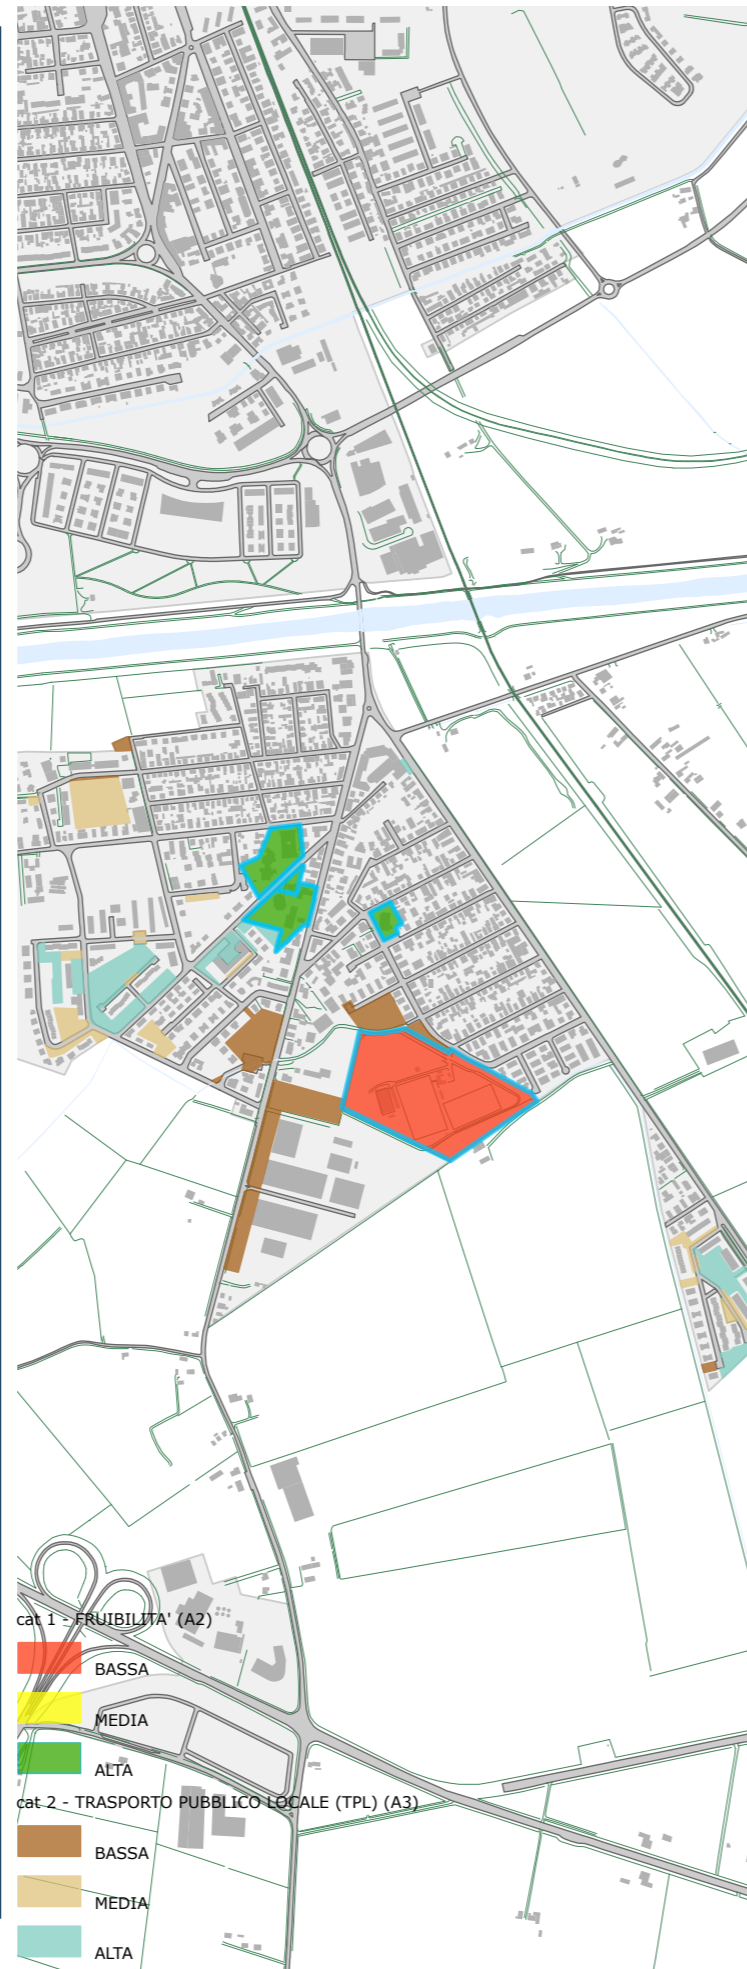 cat 1 - FRUIBILITA' (A2)
BASSA
MEDIA
ALTA
cat 2 - TRASPORTO PUBBLICO LOCALE (TPL) (A3)
BASSA
MEDIA
ALTA